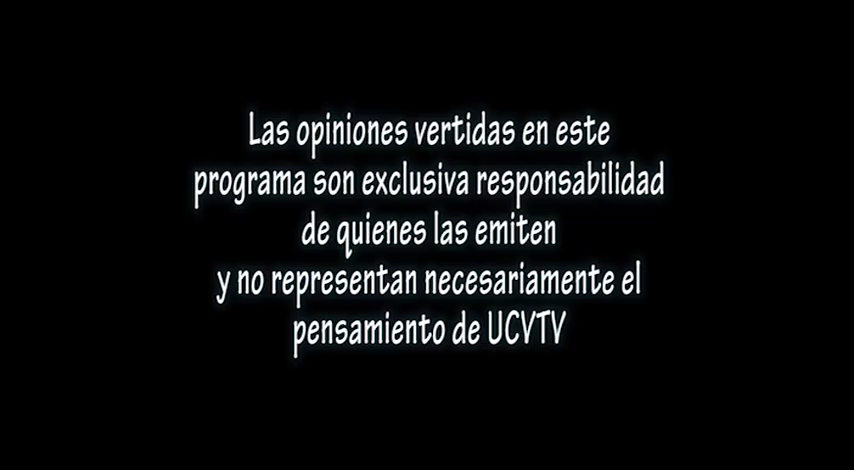 Las opiniones vertidas en este
programa son exclusiva responsabilidad
de quienes las emiten
y no representan necesariamente el
pensamiento de UCVTV